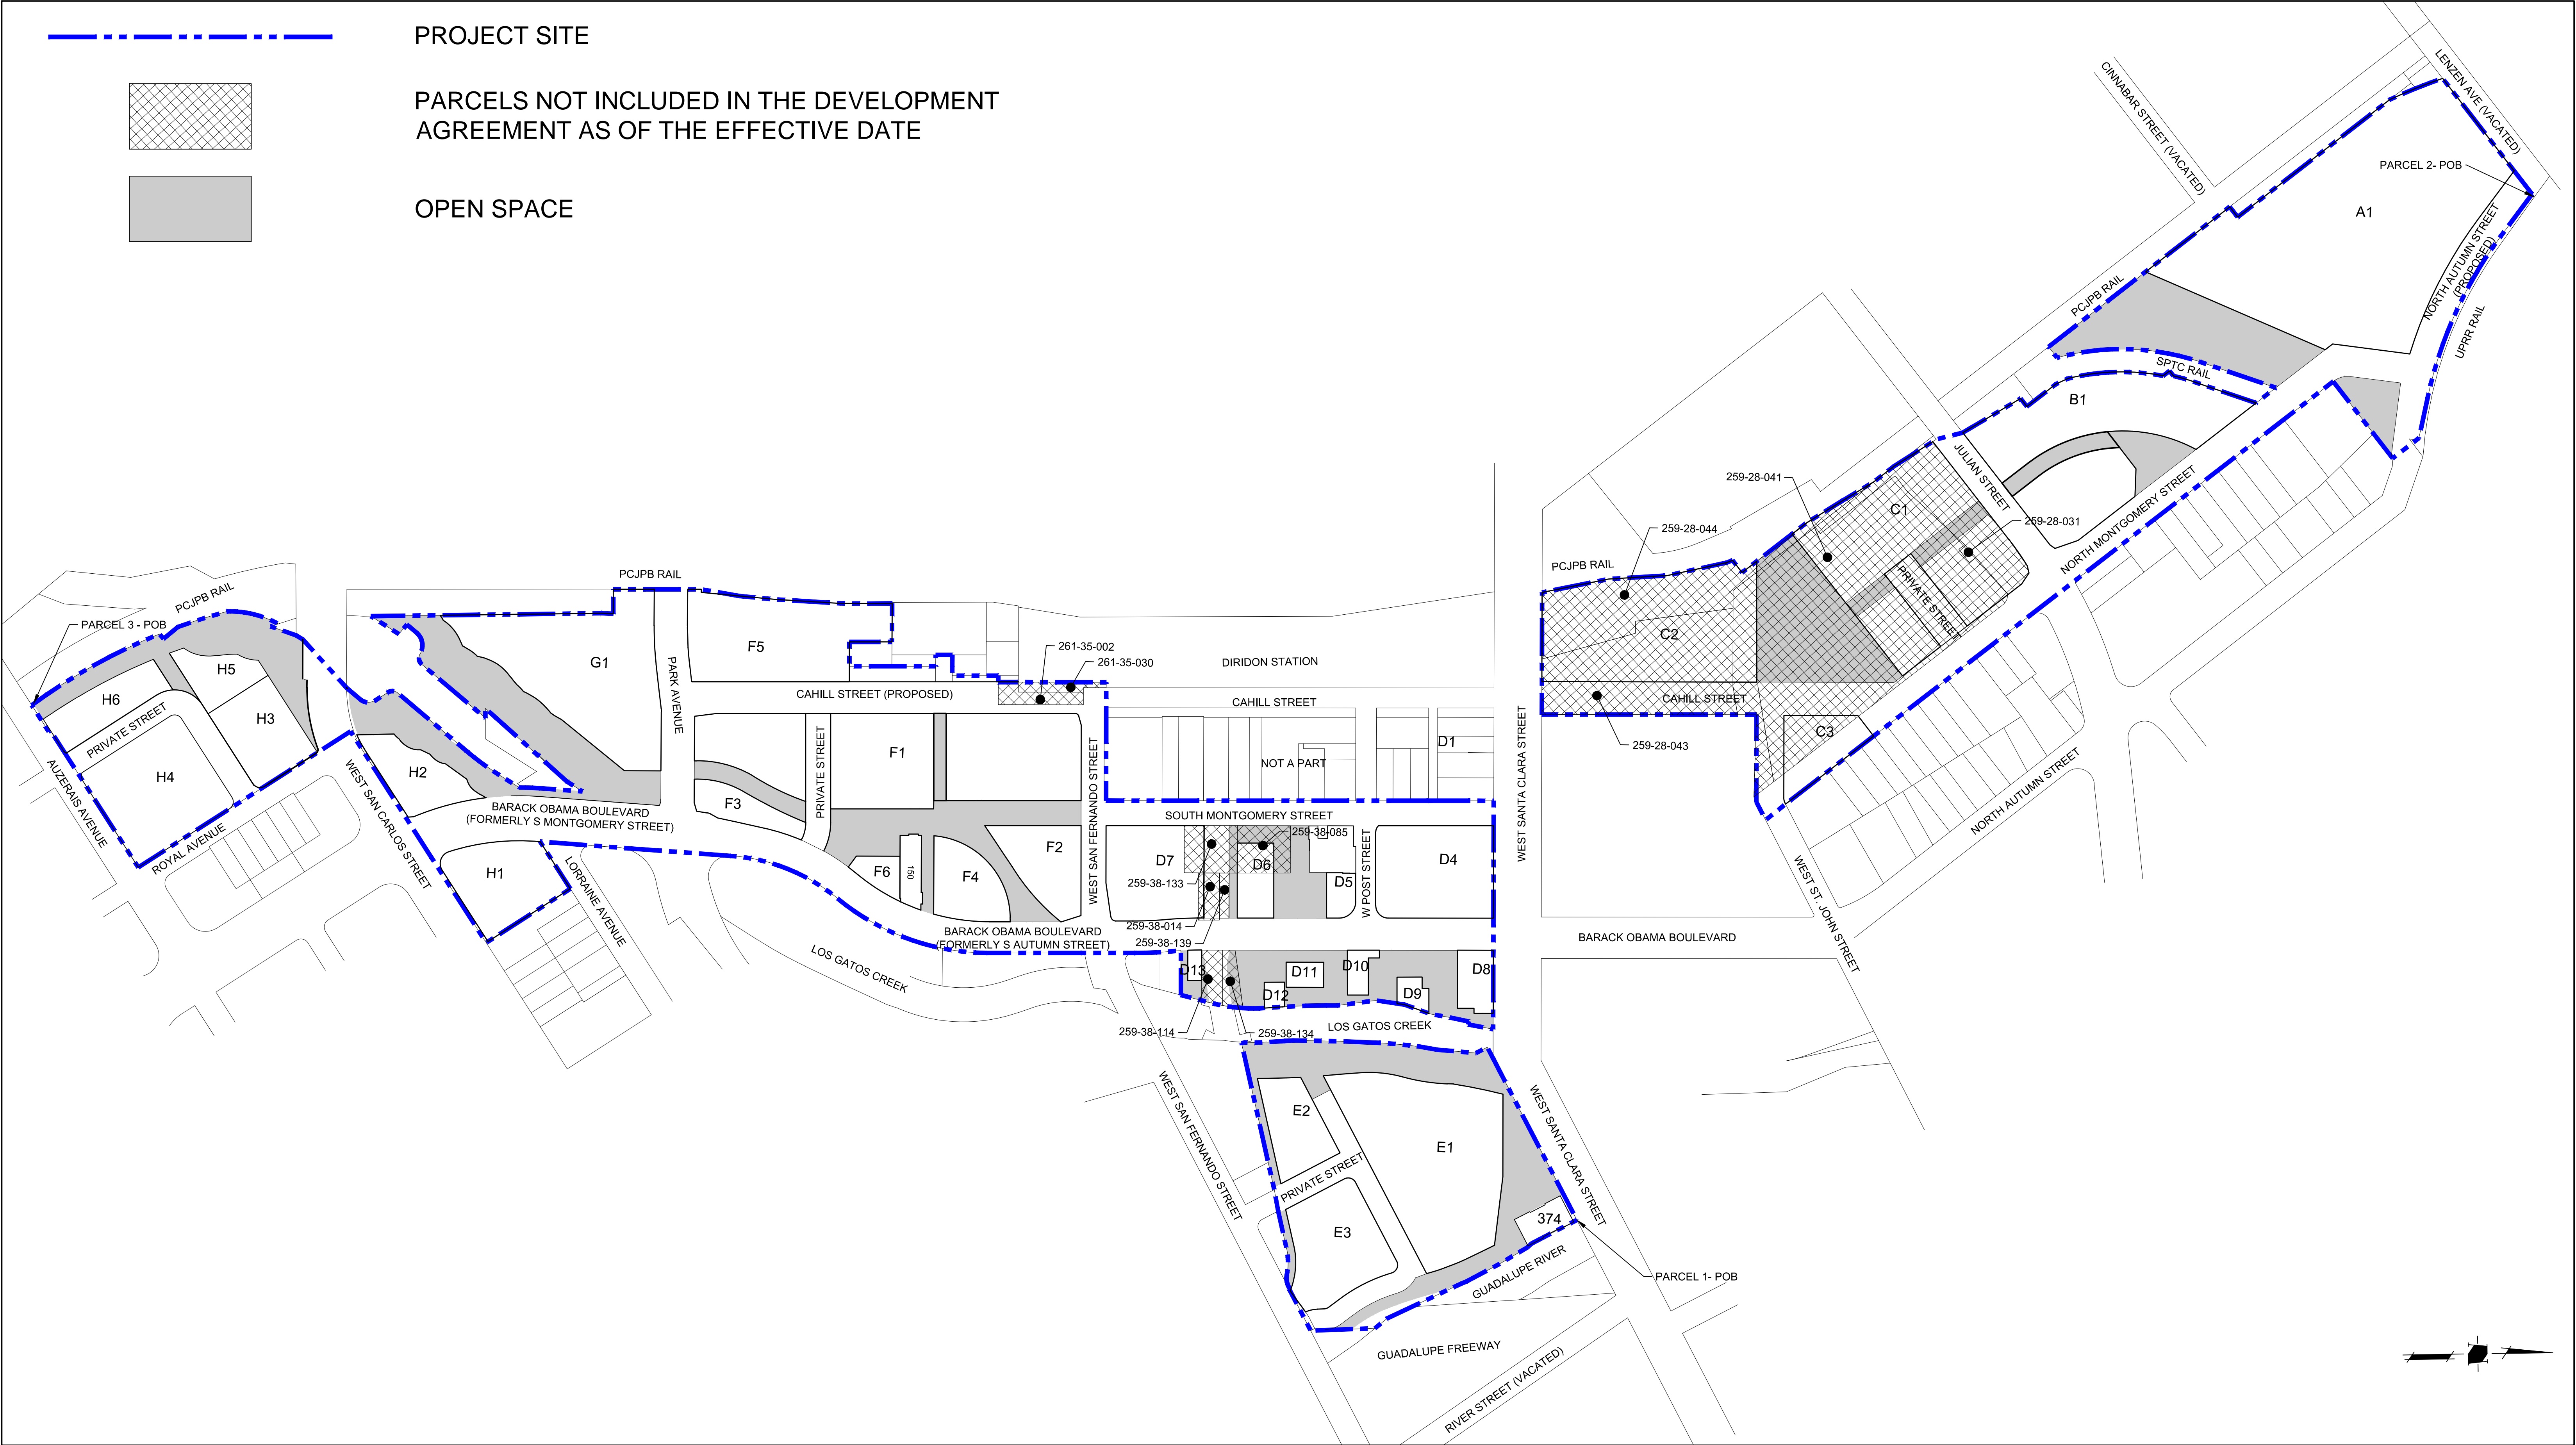 PROJECT SITE
PARCELS NOT INCLUDED IN THE DEVELOPMENT
AGREEMENT AS OF THE EFFECTIVE DATE
OPEN SPACE
LENZEN AVE (VACATED)
CINNABAR STREET (VACATED)
PARCEL 2- POB
A1
NORTH AUTUMN STREET
(PROPOSED)
UPRR RAIL
PCJPB RAIL
SPTC RAIL
B1
JULIAN STREET
NORTH MONTGOMERY STREET
259-28-041
C1
259-28-031
259-28-044
PRIVATE STREET
PCJPB RAIL
C2
CAHILL STREET
259-28-043
C3
NORTH AUTUMN STREET
WEST ST. JOHN STREET
BARACK OBAMA BOULEVARD
WEST SANTA CLARA STREET
PCJPB RAIL
PARCEL 3 - POB
H5
H6
PRIVATE STREET
H3
H4
AUZERAIS AVENUE
ROYAL AVENUE
WEST SAN CARLOS STREET
H2
H1
LORRAINE AVENUE
PCJPB RAIL
G1
PARK AVENUE
F5
CAHILL STREET (PROPOSED)
261-35-002
261-35-030
DIRIDON STATION
CAHILL STREET
D1
NOT A PART
BARACK OBAMA BOULEVARD
(FORMERLY S MONTGOMERY STREET)
F3
PRIVATE STREET
F1
F2
F6
150
F4
WEST SAN FERNANDO STREET
SOUTH MONTGOMERY STREET
259-38-085
D7
D6
D5
W POST STREET
D4
259-38-133
259-38-014
259-38-139
BARACK OBAMA BOULEVARD
(FORMERLY S AUTUMN STREET)
LOS GATOS CREEK
D13
D12
D11
D10
D9
D8
259-38-114
259-38-134
LOS GATOS CREEK
WEST SAN FERNANDO STREET
WEST SANTA CLARA STREET
E2
E1
PRIVATE STREET
E3
374
PARCEL 1- POB
GUADALUPE RIVER
GUADALUPE FREEWAY
RIVER STREET (VACATED)